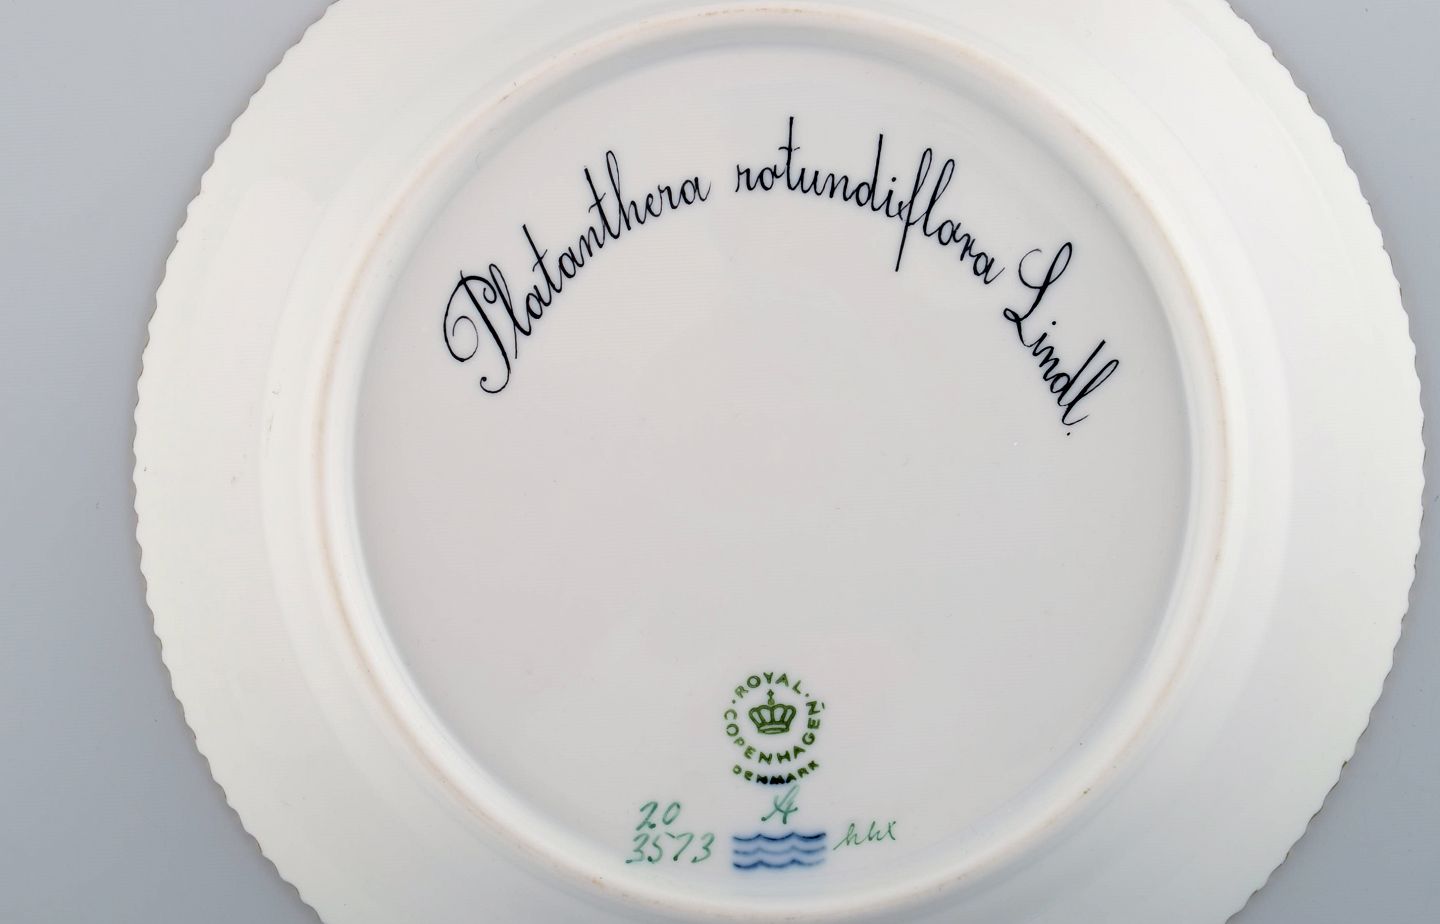 Platanthera rotundiflora Lindl.
ROYAL
COPENHAGEN
DENMARK
20
3573